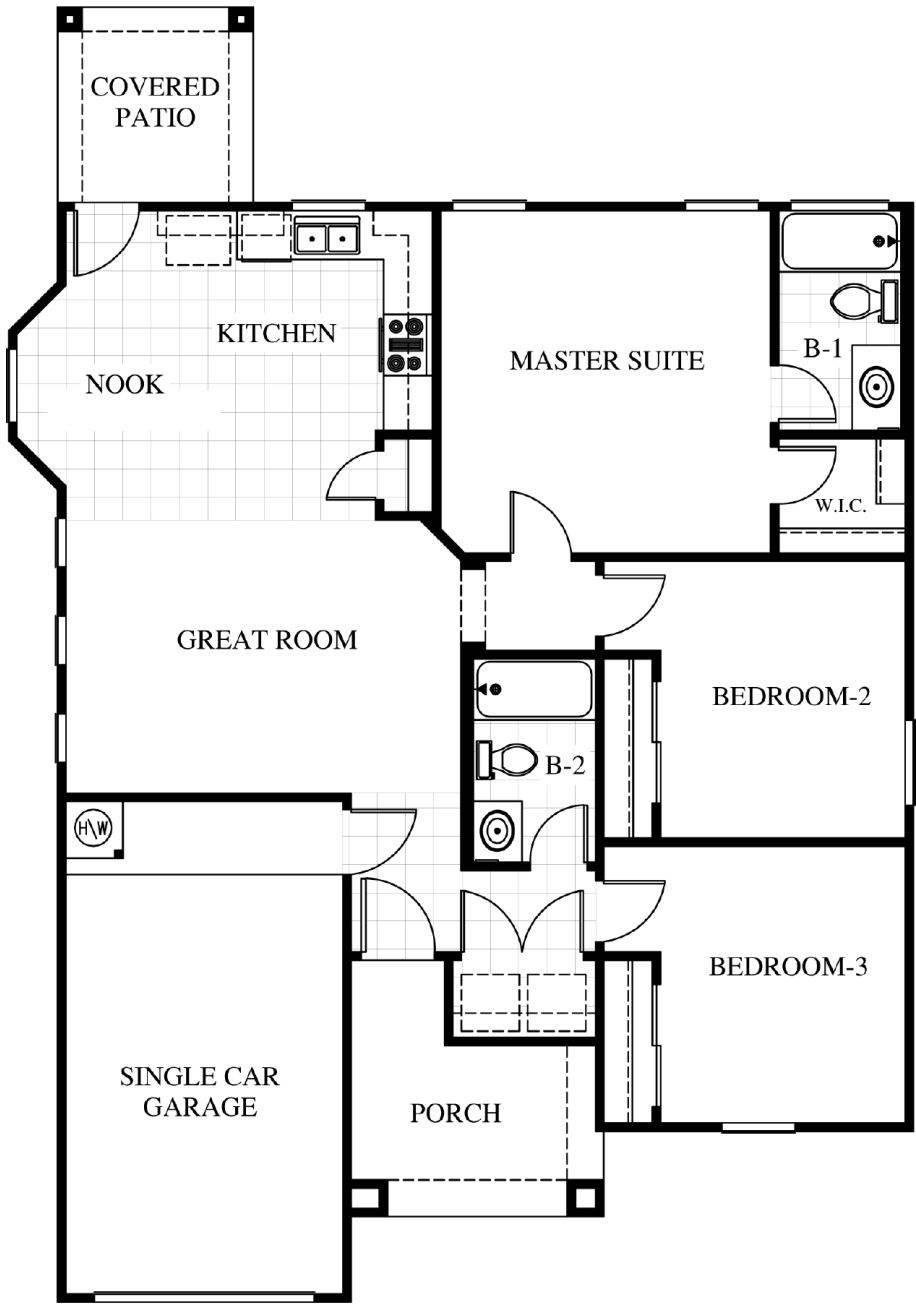 COVERED
PATIO
KITCHEN
NOOK
MASTER SUITE
B-1
W.I.C.
GREAT ROOM
BEDROOM-2
B-2
H\W
BEDROOM-3
SINGLE CAR
GARAGE
PORCH